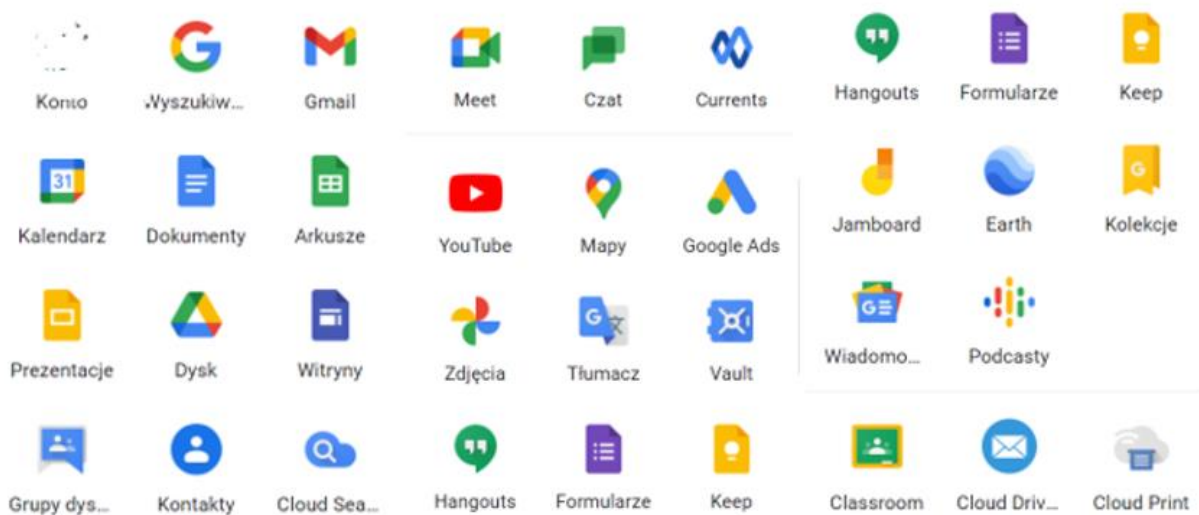 Konto Wyszukiw... Gmail
Kalendarz Dokumenty Arkusze
31
Prezentacje Dysk Witryny
Grupy dys... Kontakty Cloud Sea...
Meet Czat Currents
YouTube Mapy Google Ads
G
Zdjęcia Tłumacz Vault
Hangouts Formularze Keep
Hangouts Formularze Keep
G
Jamboard Earth Kolekcje
G
Wiadomo... Podcasty
Classroom Cloud Driv... Cloud Print